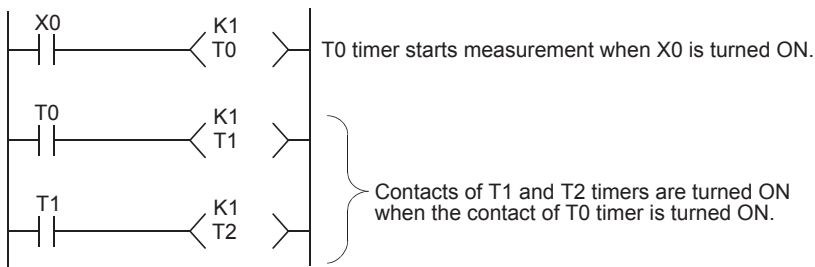 X0
K1
T0
T0 timer starts measurement when X0 is turned ON.
T0
K1
T1
T1
K1
T2
Contacts of T1 and T2 timers are turned ON
when the contact of T0 timer is turned ON.